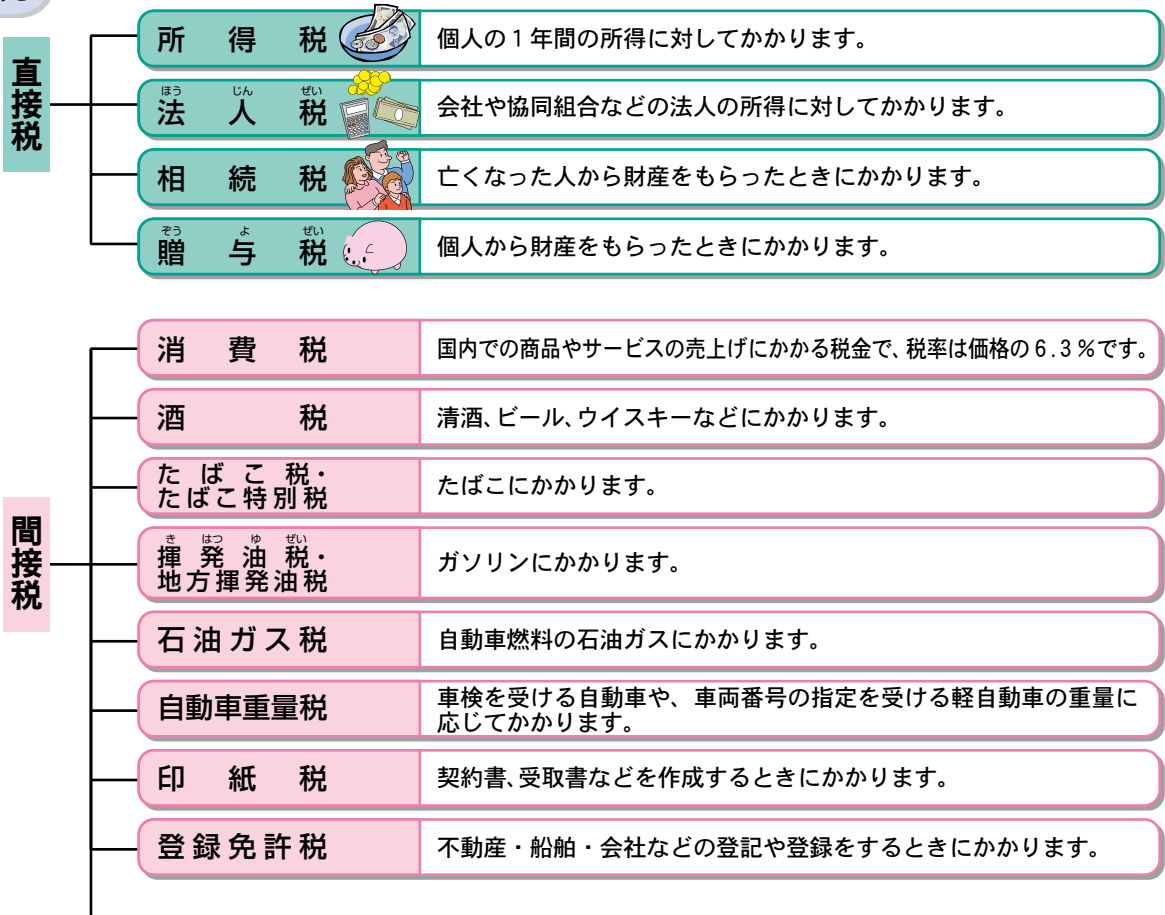 直接税
所得税
個人の1年間の所得に対してかかります。
ほう じん ぜい
法人税
会社や協同組合などの法人の所得に対してかかります。
相続税
亡くなった人から財産をもらったときにかかります。
ぞう よ ぜい
贈与税
個人から財産をもらったときにかかります。
間接税
消費税
国内での商品やサービスの売上げにかかる税金で、税率は価格の6.3%です。
酒税
清酒、ビール、ウイスキーなどにかかります。
たばこ税・
たばこ特別税
たばこにかかります。
き はつ ゆ ぜい
揮発油税・
地方揮発油税
ガソリンにかかります。
石油ガス税
自動車燃料の石油ガスにかかります。
自動車重量税
車検を受ける自動車や、車両番号の指定を受ける軽自動車の重量に
応じてかかります。
印紙税
契約書、受取書などを作成するときにかかります。
登録免許税
不動産・船舶・会社などの登記や登録をするときにかかります。